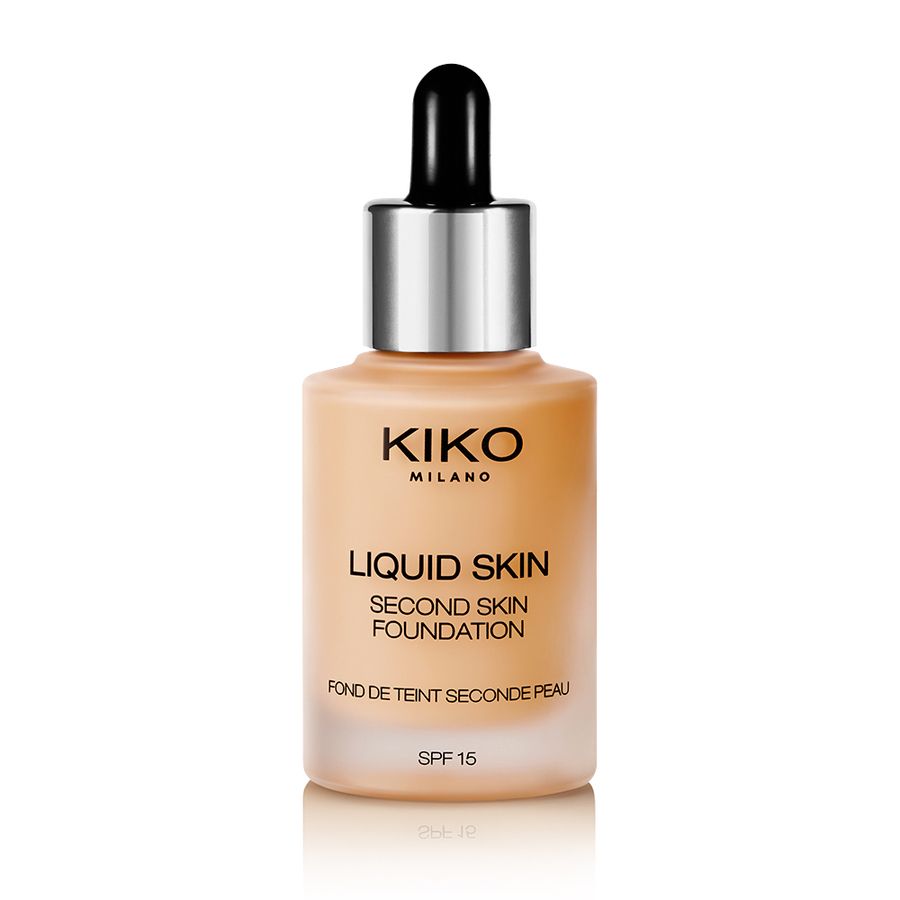 KIKO
MILANO
LIQUID SKIN
SECOND SKIN
FOUNDATION
FOND DE TEINT SECONDE PEAU
SPF 15